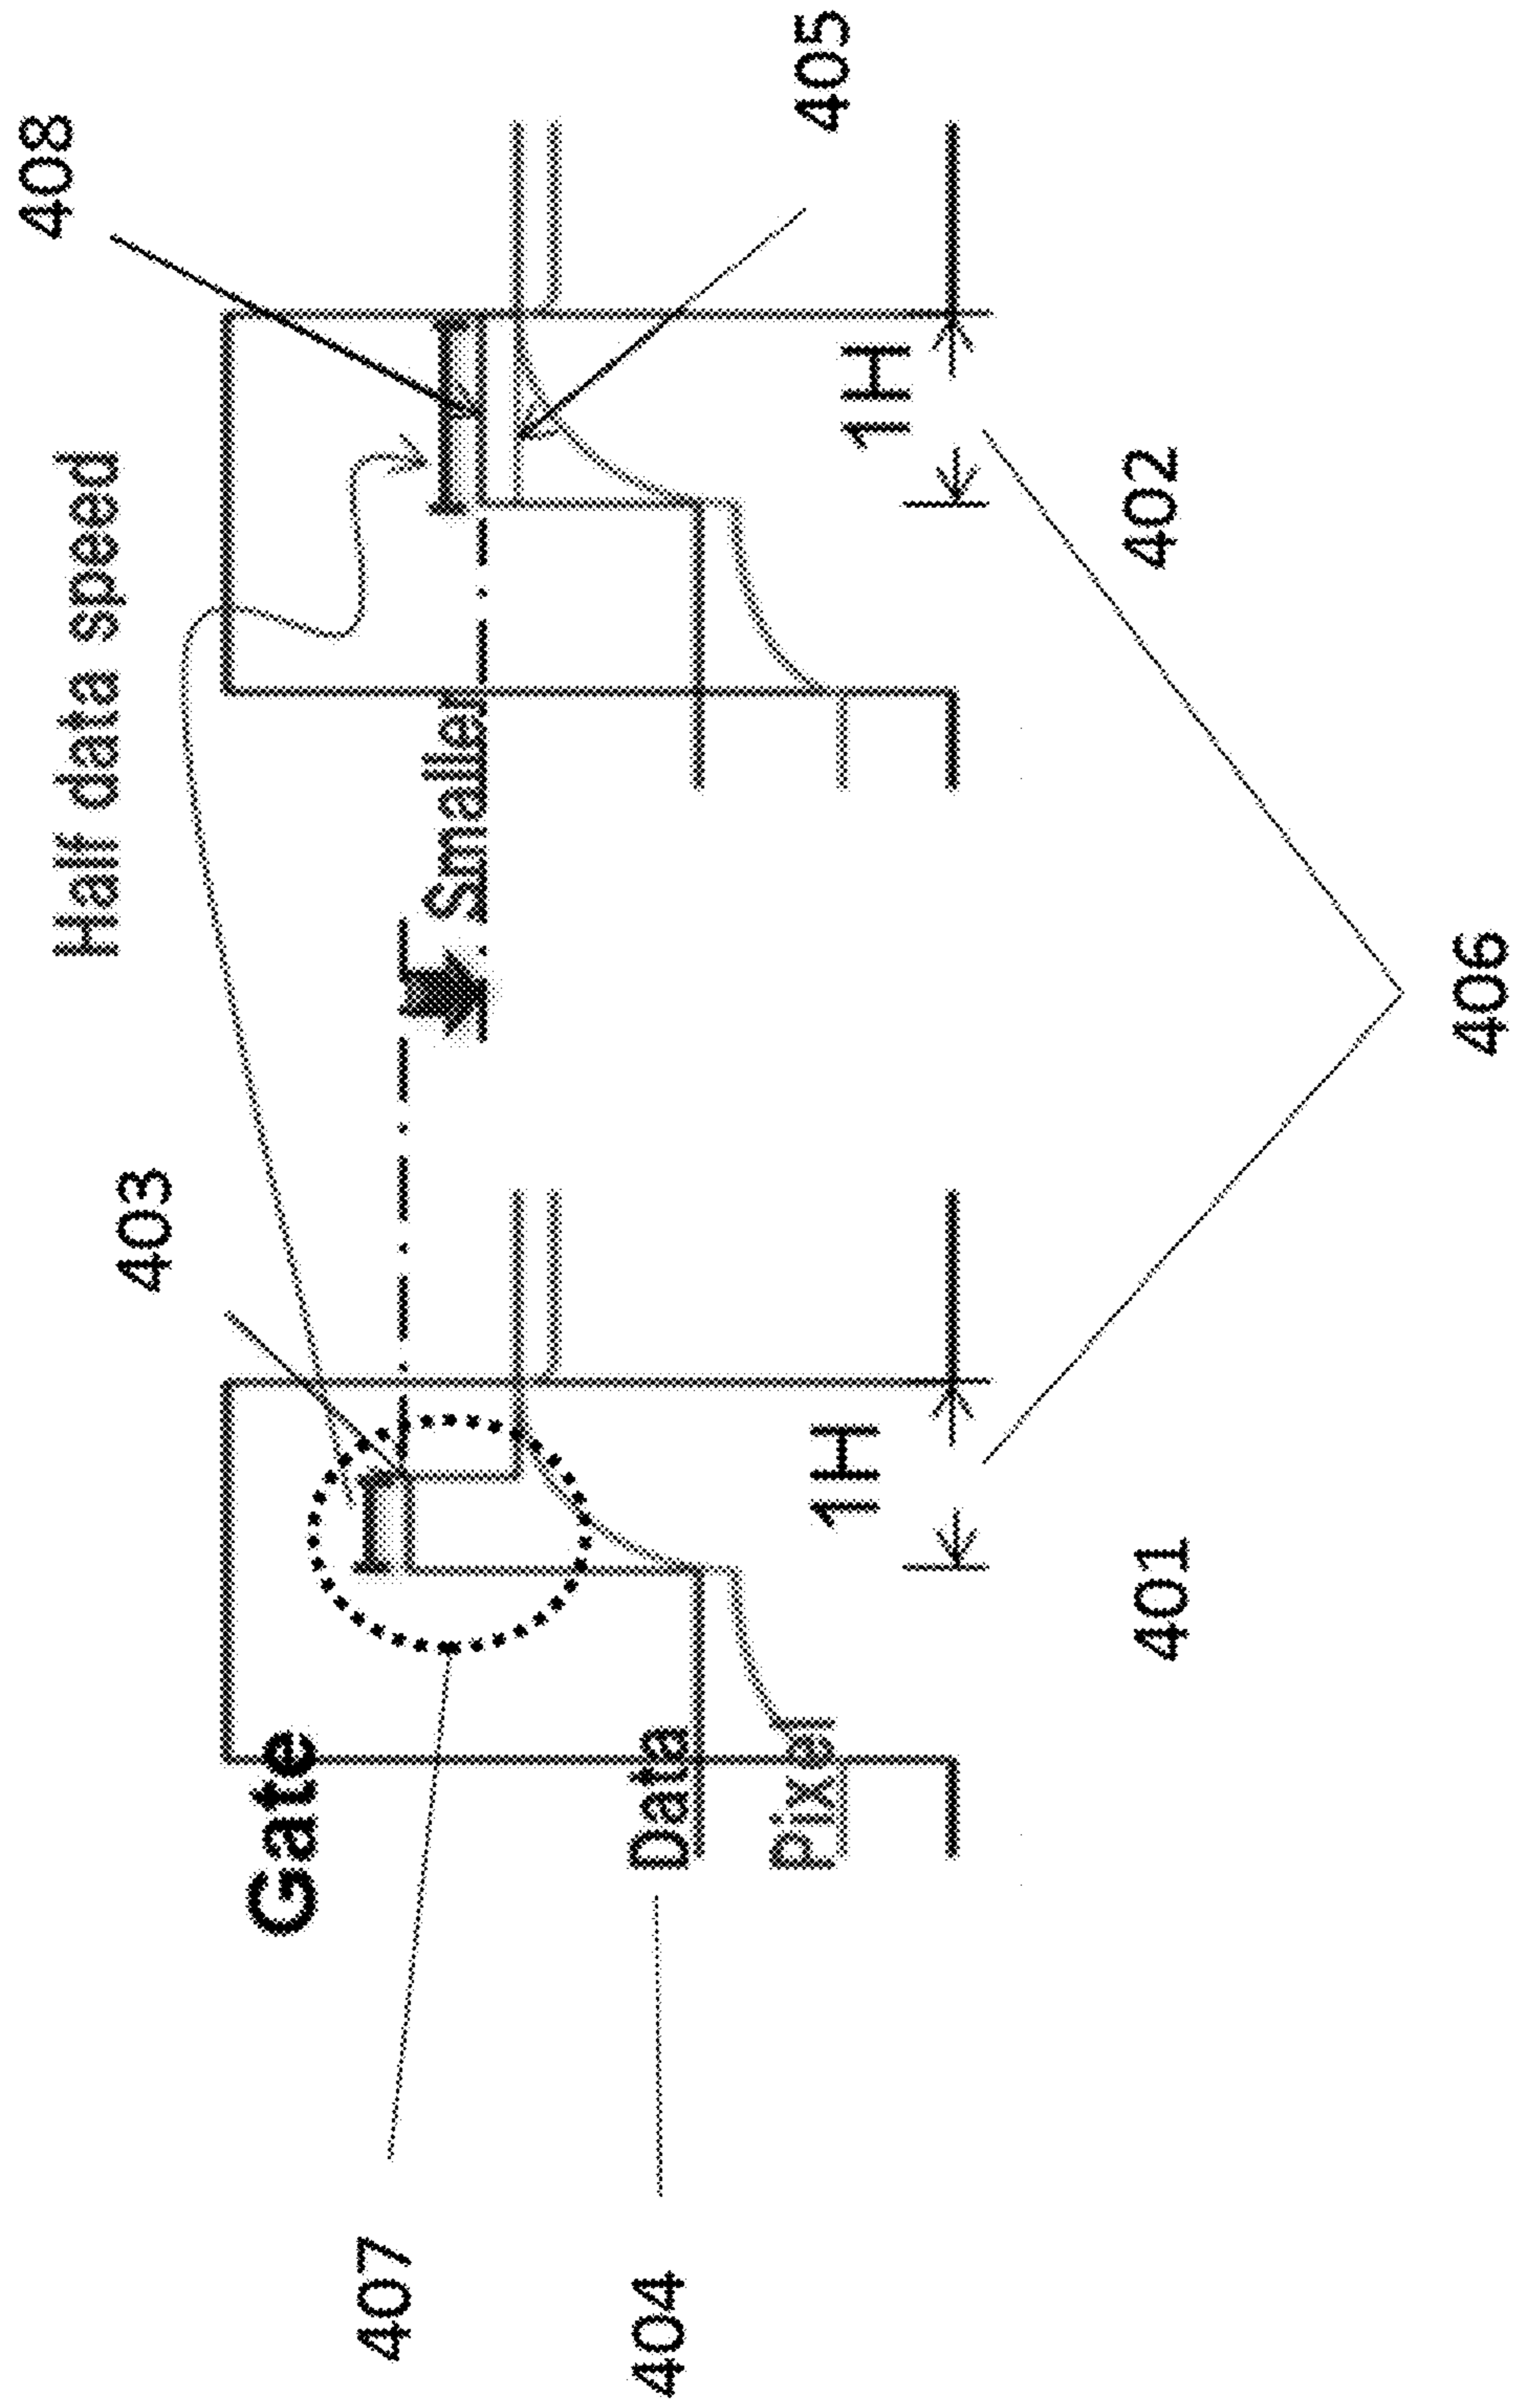 408
Half data speed
403
405
Smaller
Gate
407
Data
404
Pixel
1H
1H
401
402
406